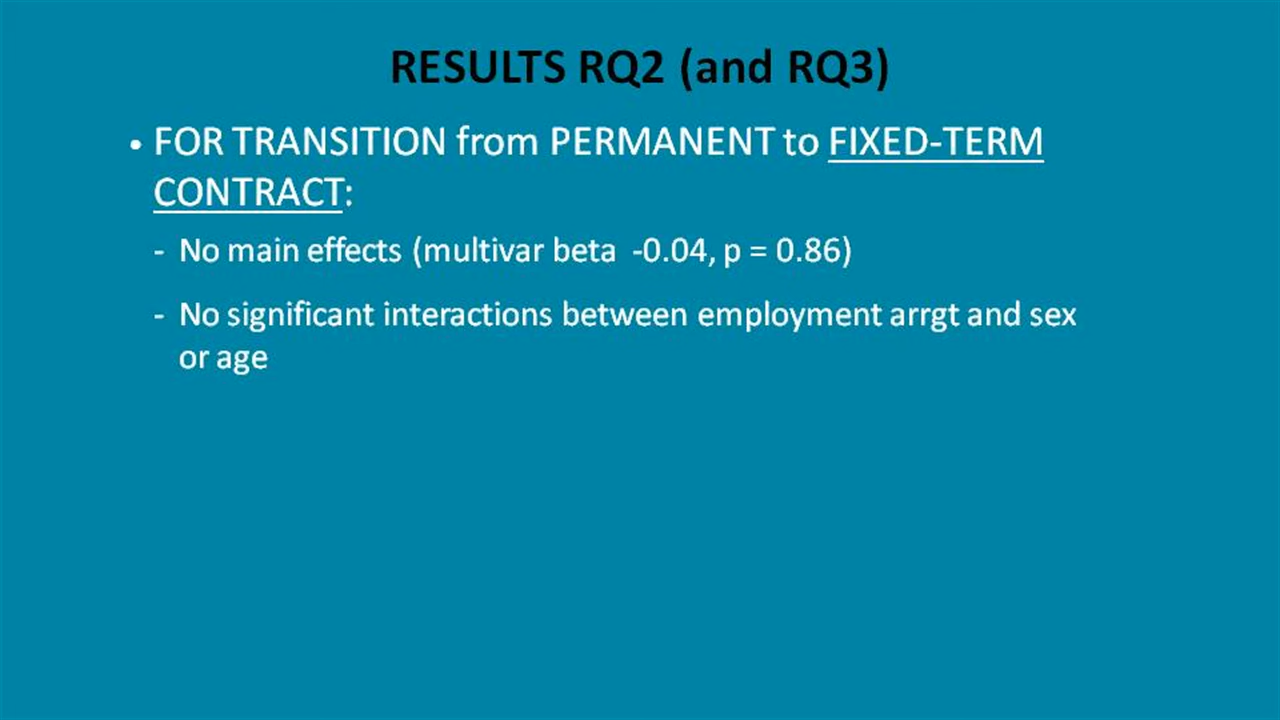 RESULTS RQ2 (and RQ3)
• FOR TRANSITION from PERMANENT to FIXED-TERM
CONTRACT:
- No main effects (multivar beta -0.04, p = 0.86)
- No significant interactions between employment arrgt and sex
or age